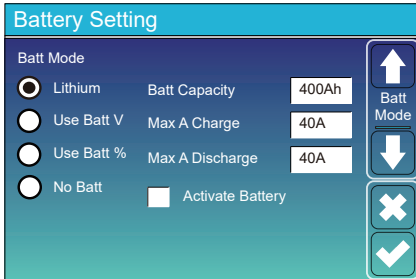 Battery Setting
Batt Mode
Lithium
Batt Capacity 400Ah
Use Batt V
Max A Charge 40A
Use Batt %
Max A Discharge 40A
No Batt
Activate Battery
Batt
Mode